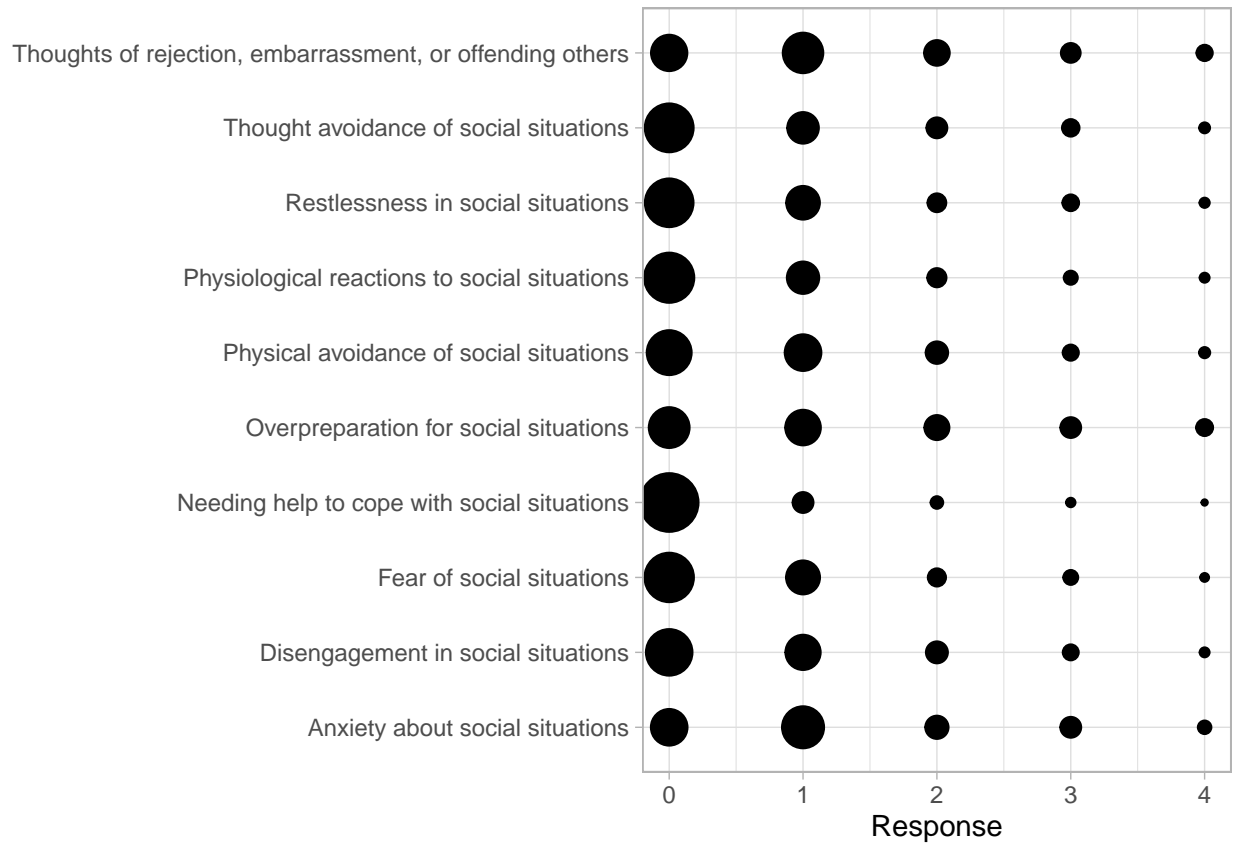 Thoughts of rejection, embarrassment, or offending others
Thought avoidance of social situations
Restlessness in social situations
Physiological reactions to social situations
Physical avoidance of social situations
Overpreparation for social situations
Needing help to cope with social situations
Fear of social situations
Disengagement in social situations
Anxiety about social situations
0 1 2 3 4
Response